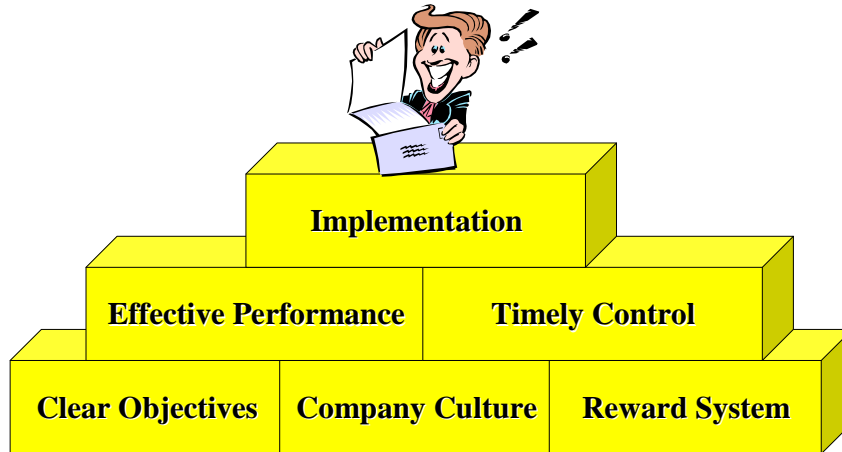 Implementation
Effective Performance
Timely Control
Clear Objectives
Company Culture
Reward System